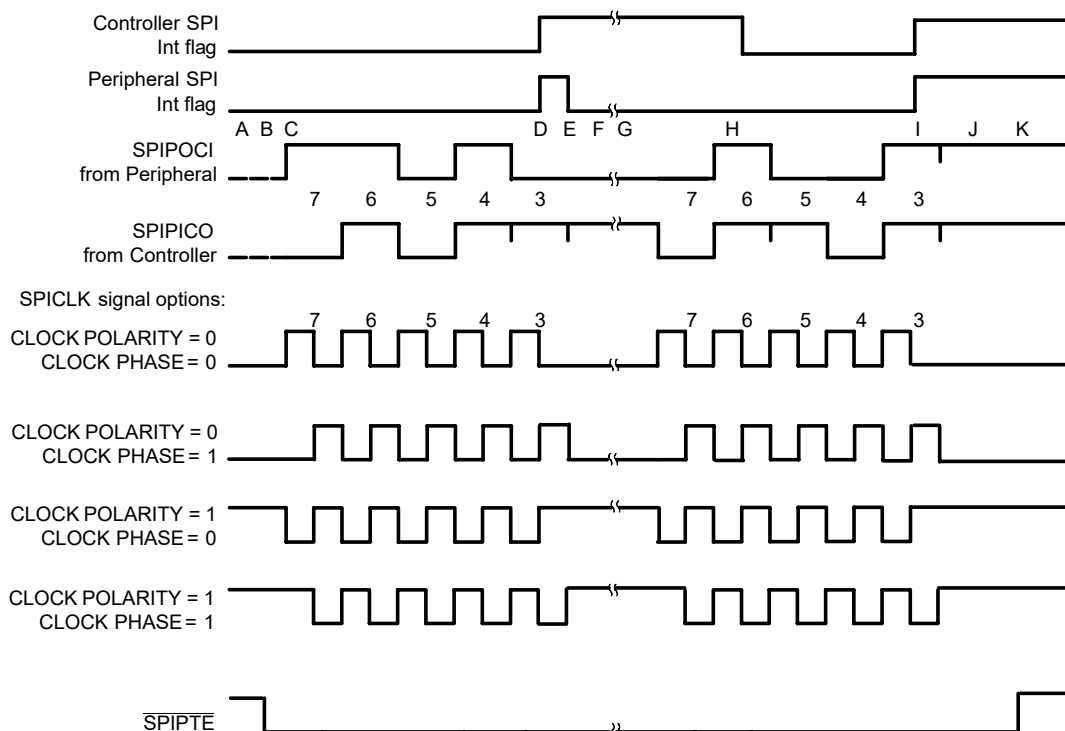 Controller SPI
Int flag
Peripheral SPI
Int flag
A B C D E F G H I J K
SPIPOCI
from Peripheral
7 6 5 4 3 7 6 5 4 3
SPIPICO
from Controller
SPICLK signal options:
7 6 5 4 3 7 6 5 4 3
CLOCK POLARITY = 0
CLOCK PHASE = 0
CLOCK POLARITY = 0
CLOCK PHASE = 1
CLOCK POLARITY = 1
CLOCK PHASE = 0
CLOCK POLARITY = 1
CLOCK PHASE = 1
SPIPTE